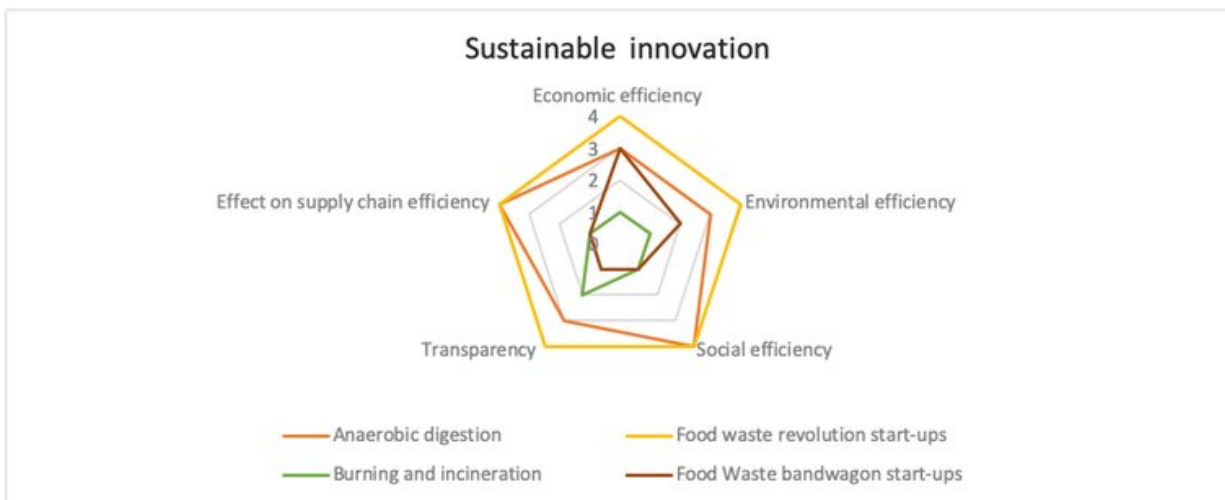 Sustainable innovation
Economic efficiency
4
3
2
1
0
Effect on supply chain efficiency
Environmental efficiency
Transparency
Social efficiency
Anaerobic digestion
Food waste revolution start-ups
Burning and incineration
Food Waste bandwagon start-ups